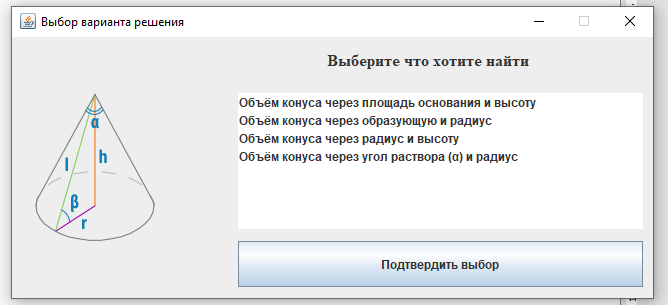 Выбор варианта решения
Выберите что хотите найти
α
l
h
β
r
Объём конуса через площадь основания и высоту
Объём конуса через образующую и радиус
Объём конуса через радиус и высоту
Объём конуса через угол раствора (α) и радиус
Подтвердить выбор